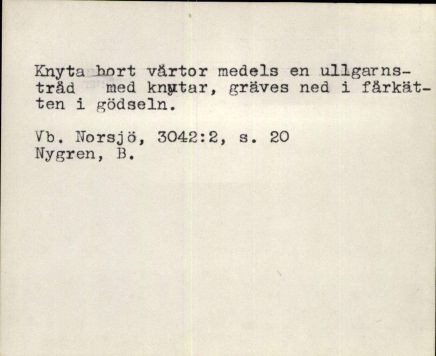 Knyta bort vårtor medels en ullgarns-
tråd med knutar, gräves ned i fårkät-
ten i gödseln.
Vb. Norsjö, 3042:2, s. 20
Nygren, B.